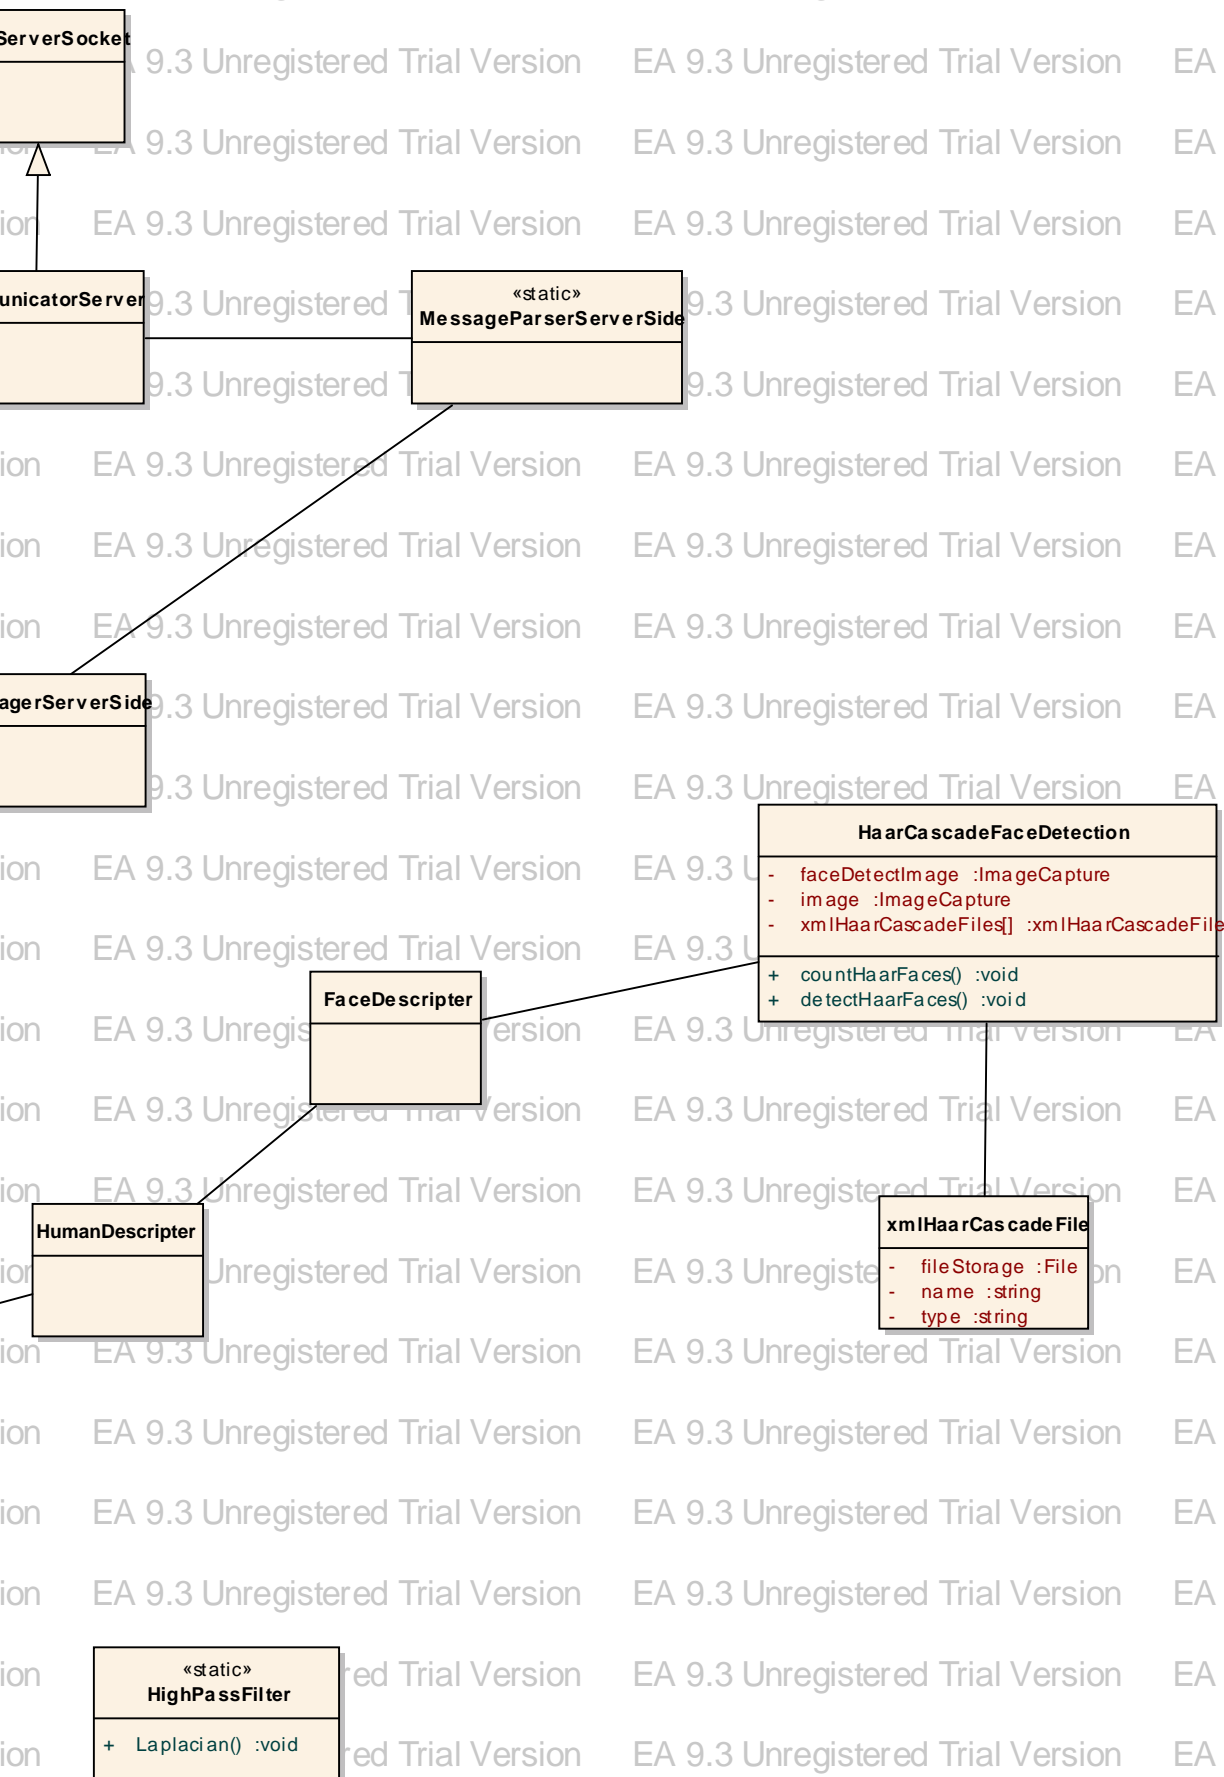 ServerSocket
EA 9.3 Unregistered Trial Version
unicatorServer
«static»
MessageParserServerSide
agerServerSide
HaarCascadeFaceDetection
- faceDetectImage :ImageCapture
- image :ImageCapture
- xmlHaarCascadeFiles[] :xmlHaarCascadeFile
+ countHaarFaces() :void
+ detectHaarFaces() :void
FaceDescripter
HumanDescripter
xmlHaarCascadeFile
- fileStorage :File
- name :string
- type :string
«static»
HighPassFilter
+ Laplacian() :void